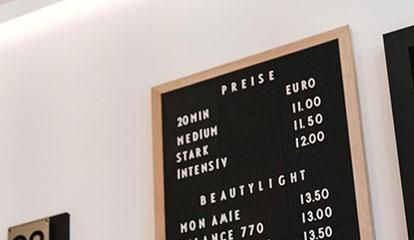 PREISE
20MIN EURO
MEDIUM 11.00
STARK 11.50
INTENSIV 12.00
BEAUTYLIGHT
MON AMIE 13.50
LANCE 770 13.00
13.50